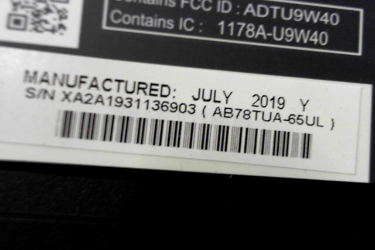 Contains FCC ID : ADTU9W40
Contains IC : 1178A-U9W40
MANUFACTURED: JULY 2019 Y
S/N XA2A1931136903 ( AB78TUA-65UL )